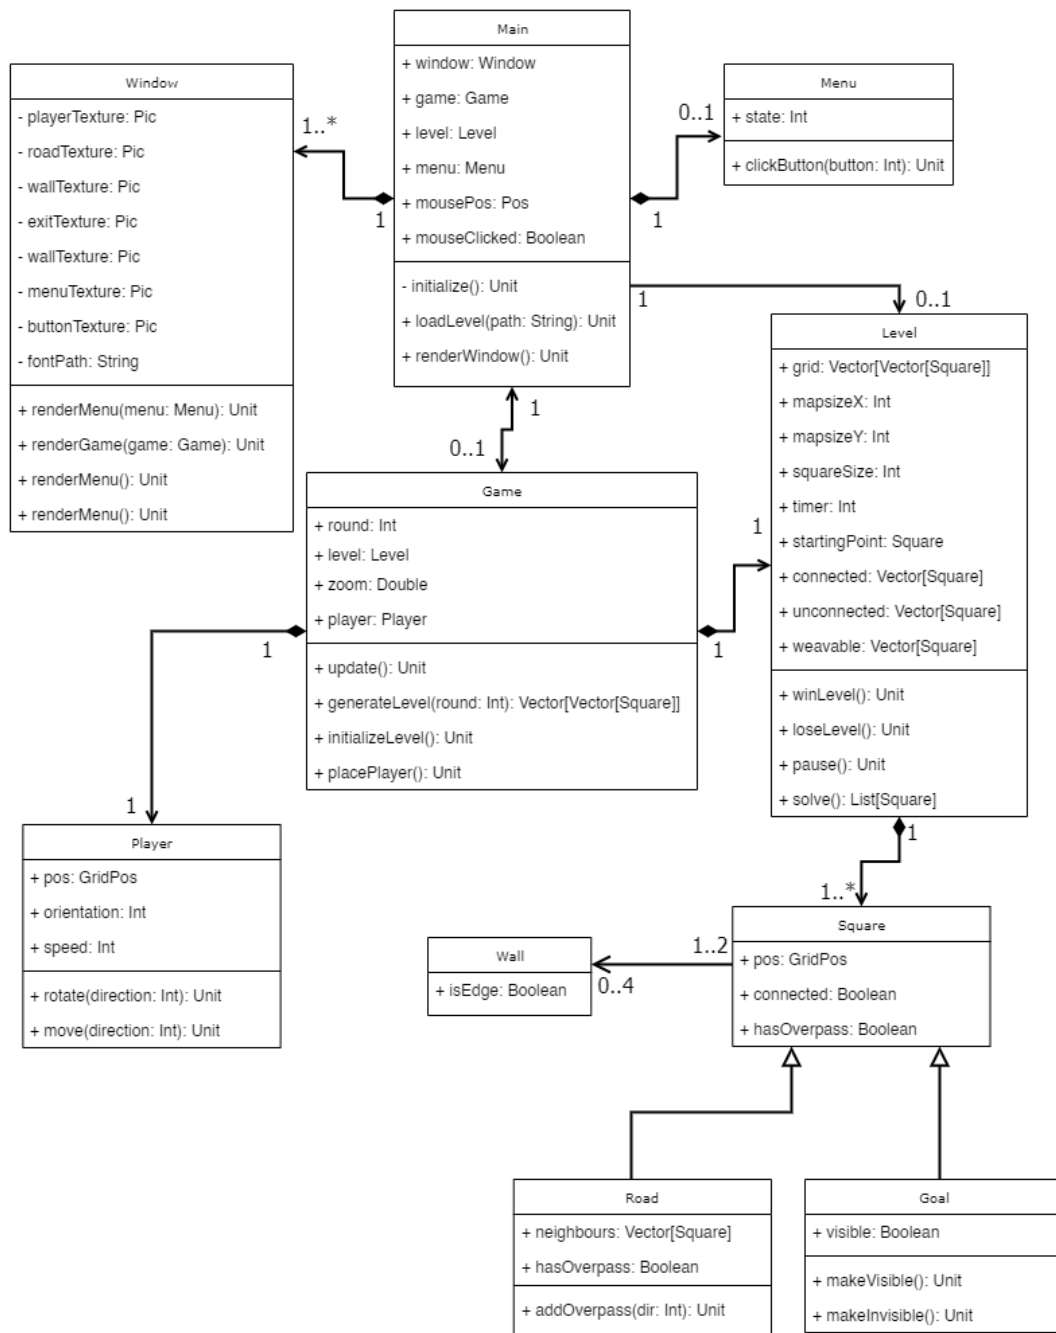 Main
+ window: Window
+ game: Game
+ level: Level
+ menu: Menu
+ mousePos: Pos
+ mouseClicked: Boolean
- initialize(): Unit
+ loadLevel(path: String): Unit
+ renderWindow(): Unit
Window
- playerTexture: Pic
- roadTexture: Pic
- wallTexture: Pic
- exitTexture: Pic
- wallTexture: Pic
- menuTexture: Pic
- buttonTexture: Pic
- fontPath: String
+ renderMenu(menu: Menu): Unit
+ renderGame(game: Game): Unit
+ renderMenu(): Unit
+ renderMenu(): Unit
Menu
+ state: Int
+ clickButton(button: Int): Unit
1..*
1
0..1
1
1
0..1
1
0..1
Level
+ grid: Vector[Vector[Square]]
+ mapsizeX: Int
+ mapsizeY: Int
+ squareSize: Int
+ timer: Int
+ startingPoint: Square
+ connected: Vector[Square]
+ unconnected: Vector[Square]
+ weavable: Vector[Square]
+ winLevel(): Unit
+ loseLevel(): Unit
+ pause(): Unit
+ solve(): List[Square]
Game
+ round: Int
+ level: Level
+ zoom: Double
+ player: Player
+ update(): Unit
+ generateLevel(round: Int): Vector[Vector[Square]]
+ initializeLevel(): Unit
+ placePlayer(): Unit
1
1
1
1
Player
+ pos: GridPos
+ orientation: Int
+ speed: Int
+ rotate(direction: Int): Unit
+ move(direction: Int): Unit
1
1..*
Square
+ pos: GridPos
+ connected: Boolean
+ hasOverpass: Boolean
1..2
0..4
Wall
+ isEdge: Boolean
Road
+ neighbours: Vector[Square]
+ hasOverpass: Boolean
+ addOverpass(dir: Int): Unit
Goal
+ visible: Boolean
+ makeVisible(): Unit
+ makeInvisible(): Unit